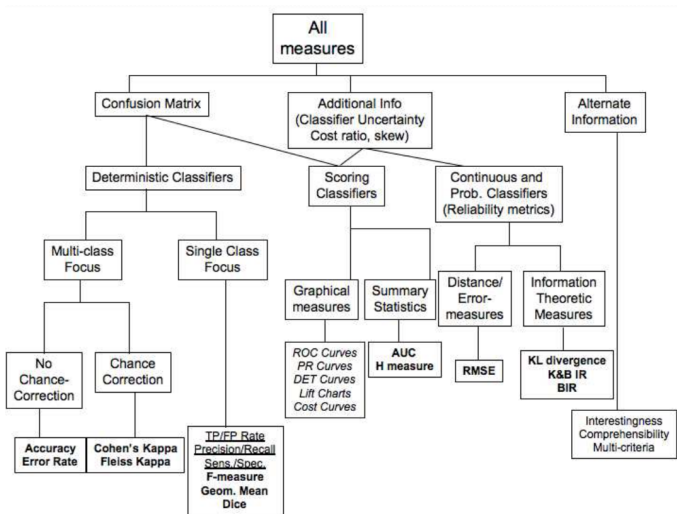 All
measures
Confusion Matrix
Additional Info
(Classifier Uncertainty
Cost ratio, skew)
Alternate
Information
Deterministic Classifiers
Scoring
Classifiers
Continuous and
Prob. Classifiers
(Reliability metrics)
Multi-class
Focus
Single Class
Focus
Graphical
measures
Summary
Statistics
Distance/
Error-
measures
Information
Theoretic
Measures
No
Chance-
Correction
Chance
Correction
ROC Curves
PR Curves
DET Curves
Lift Charts
Cost Curves
AUC
H measure
RMSE
KL divergence
K&B IR
BIR
Interestingness
Comprehensibility
Multi-criteria
Accuracy
Error Rate
Cohen's Kappa
Fleiss Kappa
TP/FP Rate
Precision/Recall
Sens./Spec.
F-measure
Geom. Mean
Dice